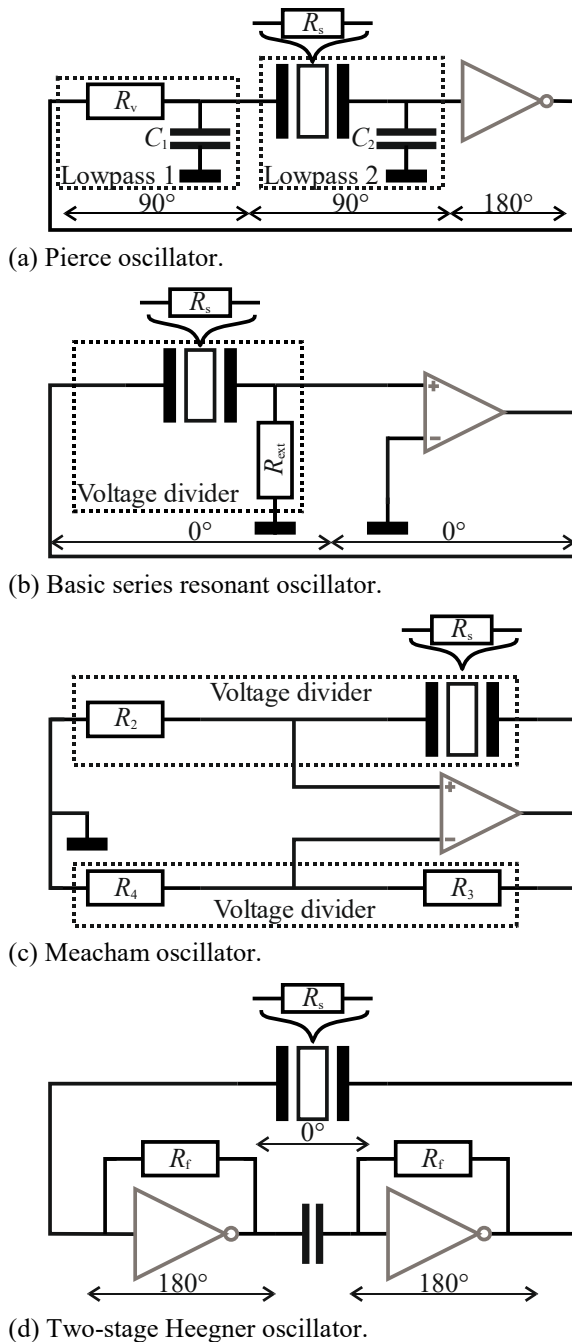 Rs
Rv
C1
C2
Lowpass 1
Lowpass 2
90°
90°
180°
(a) Pierce oscillator.
Rs
+
−
Rext
Voltage divider
0°
0°
(b) Basic series resonant oscillator.
Rs
Voltage divider
R2
+
−
R4
R3
Voltage divider
(c) Meacham oscillator.
Rs
0°
Rf
Rf
180°
180°
(d) Two-stage Heegner oscillator.